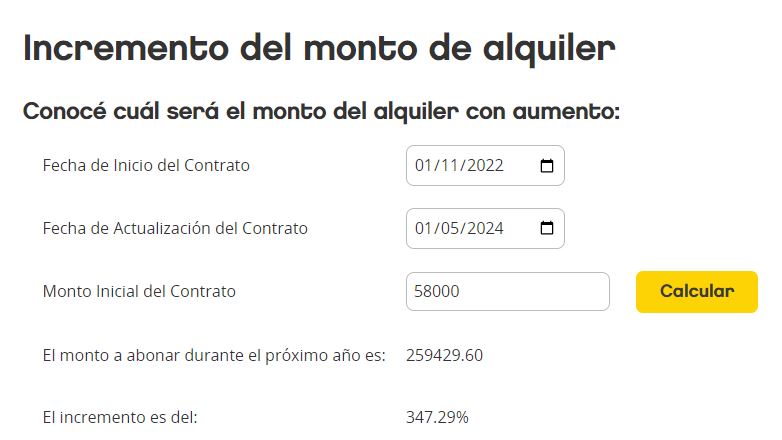 Incremento del monto de alquiler
Conocé cuál será el monto del alquiler con aumento:
Fecha de Inicio del Contrato 01/11/2022
Fecha de Actualización del Contrato 01/05/2024
Monto Inicial del Contrato 58000 Calcular
El monto a abonar durante el próximo año es: 259429.60
El incremento es del: 347.29%